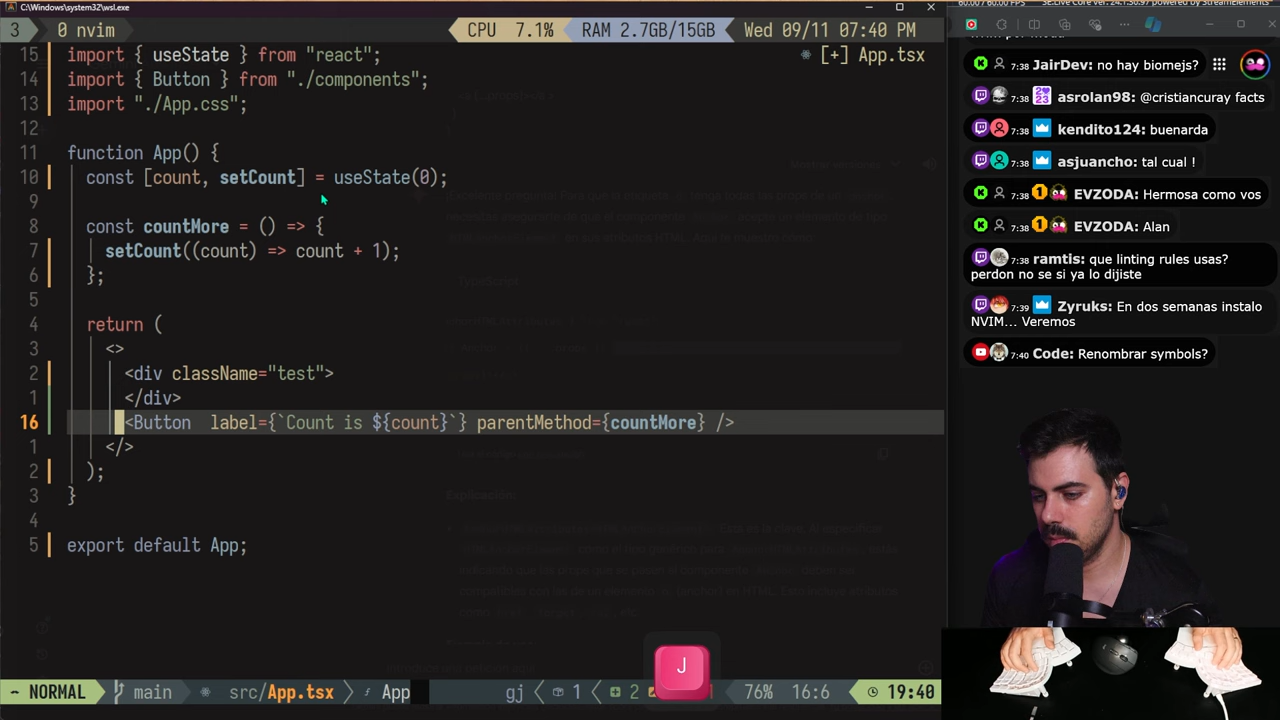 C:\Windows\system32\wsl.exe
3 0 nvim
CPU 7.1% RAM 2.7GB/15GB Wed 09/11 07:40 PM
[+] App.tsx
15 import { useState } from "react";
14 import { Button } from "./components";
13 import "./App.css";
12
11 function App() {
10 const [count, setCount] = useState(0);
9
8 const countMore = () => {
7 setCount((count) => count + 1);
6 };
5
4 return (
3 <>
2 <div className="test">
1 </div>
16 <Button  label={`Count is ${count}`} parentMethod={countMore} />
1 </>
2 );
3 }
4
5 export default App;
J
NORMAL main src/App.tsx f App
gj 1 2 76% 16:6 19:40
7:38 JairDev: no hay biomejs?
7:38 asrolan98: @cristiancuray facts
7:38 kendito124: buenarda
7:38 asjuancho: tal cual !
7:38 EVZODA: Hermosa como vos
7:38 EVZODA: Alan
7:38 ramtis: que linting rules usas?
perdon no se si ya lo dijiste
7:39 Zyruks: En dos semanas instalo
NVIM... Veremos
7:40 Code: Renombrar symbols?